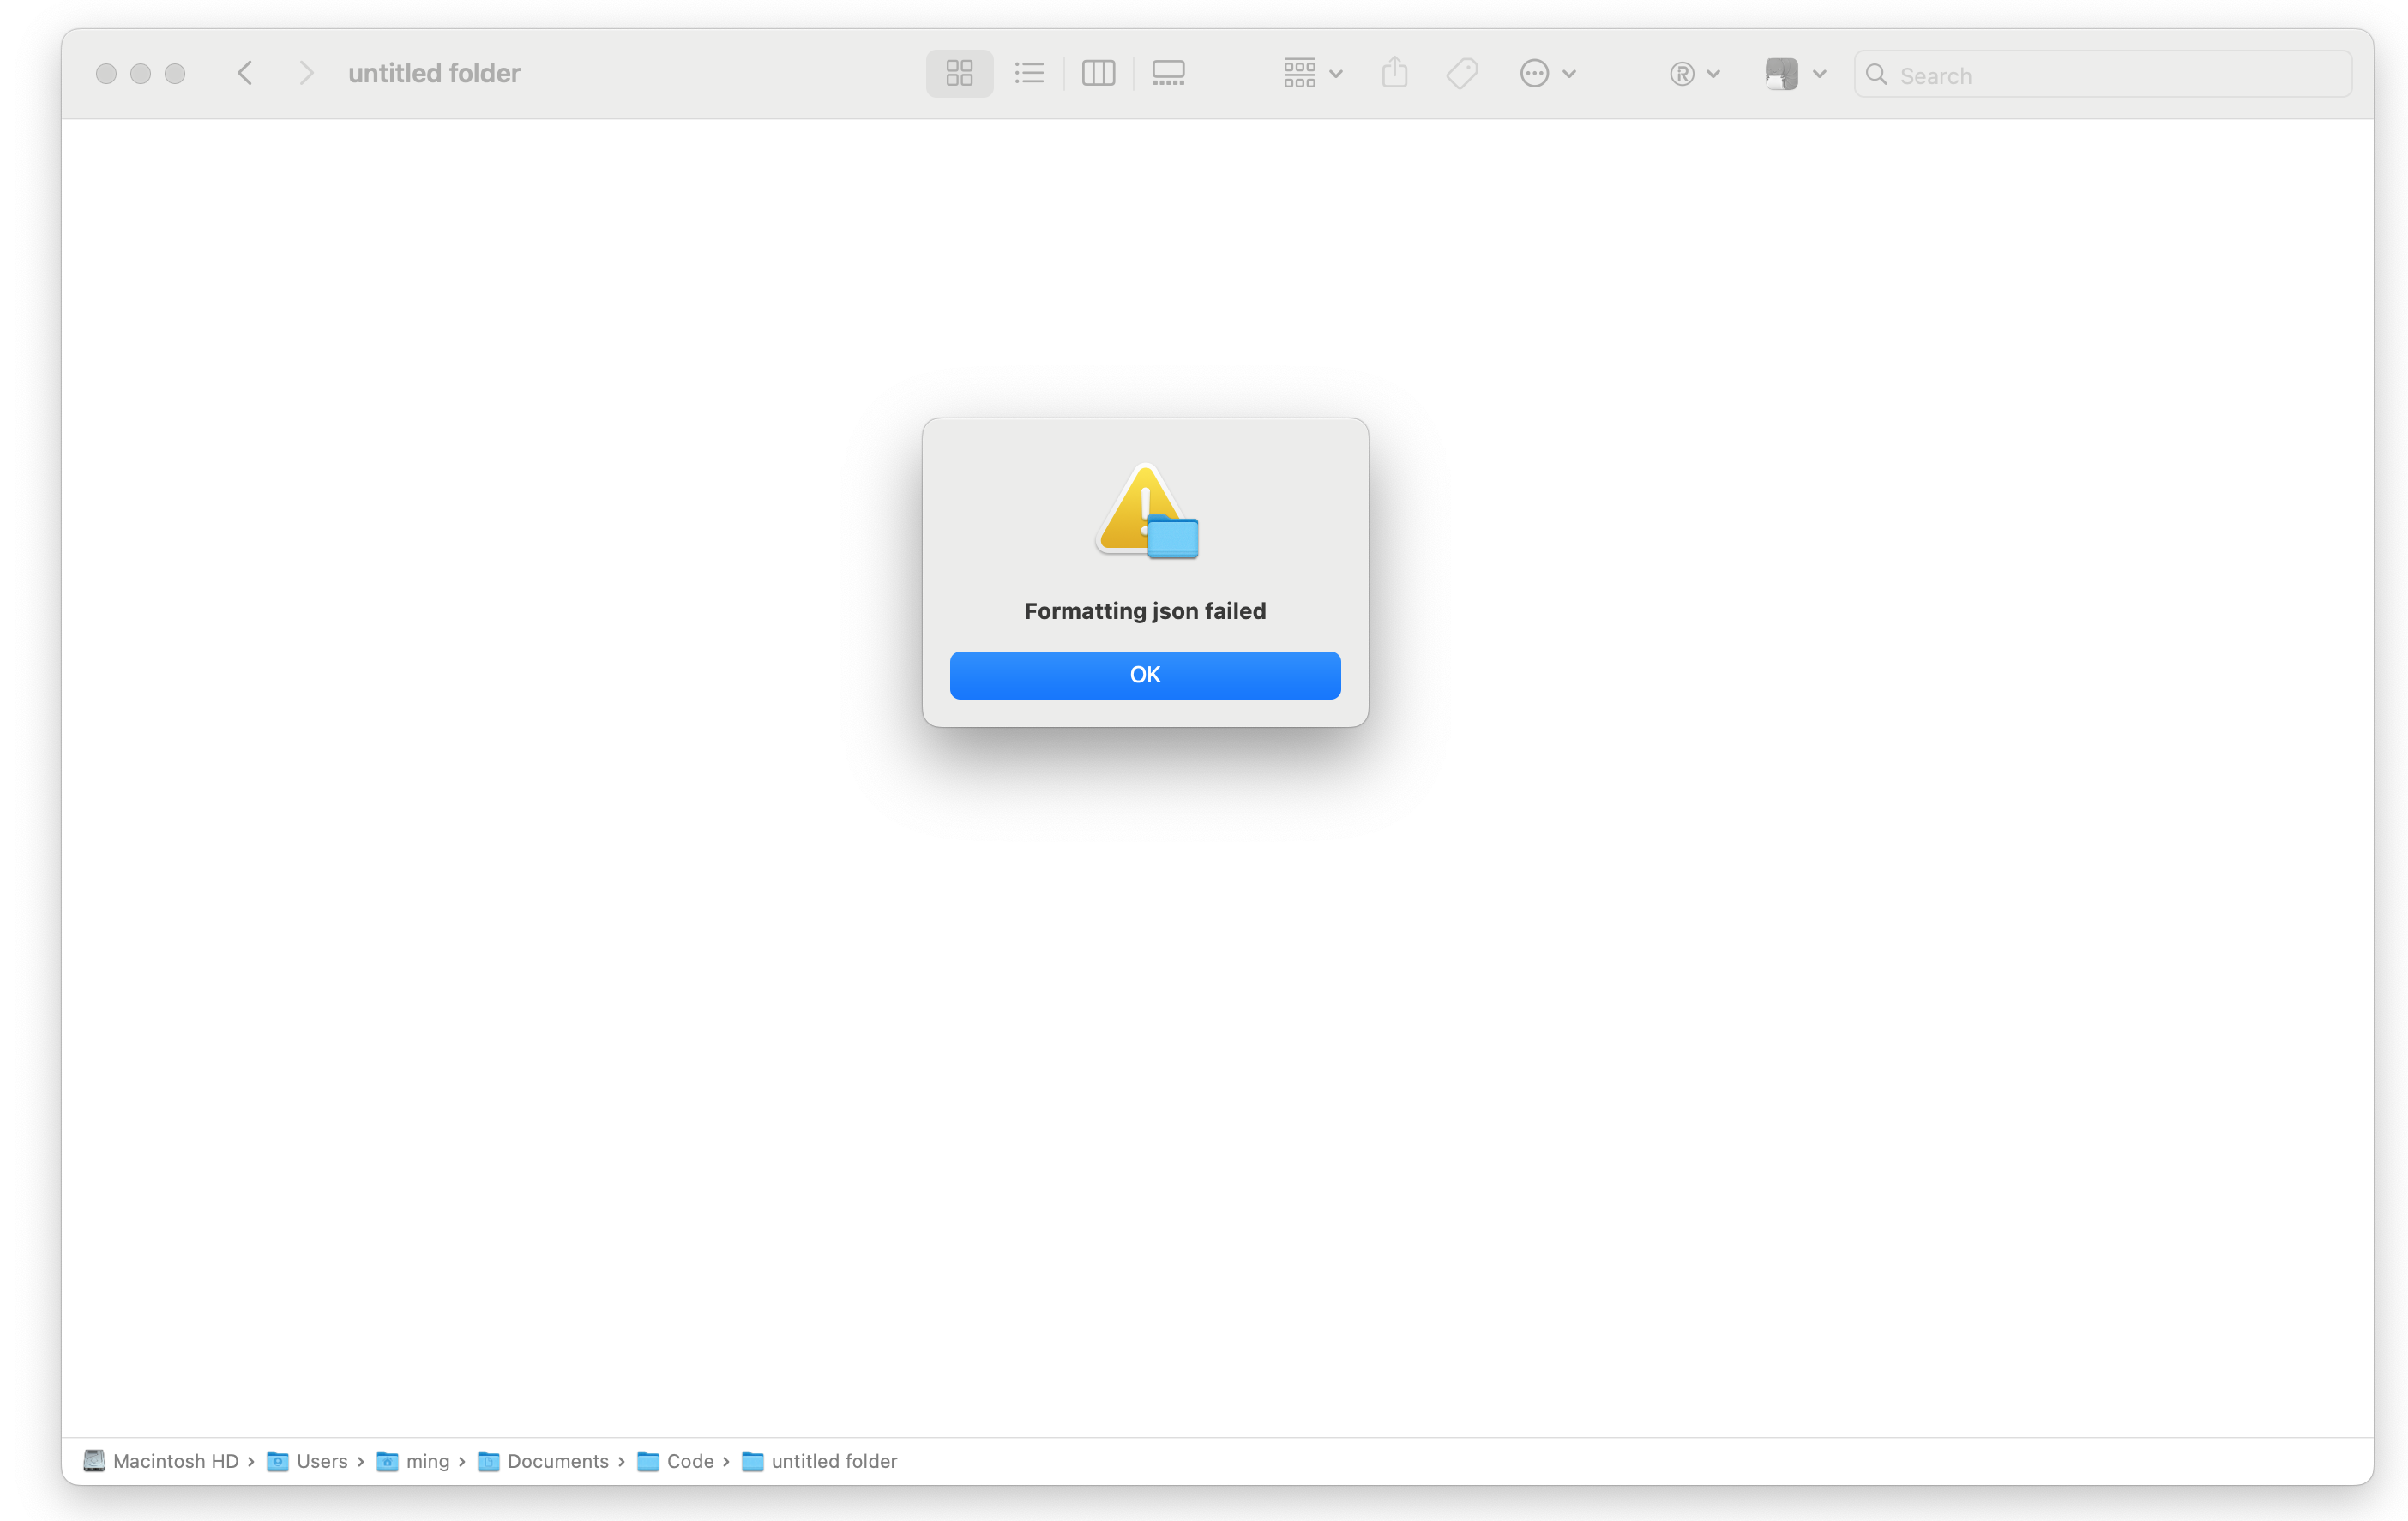 untitled folder
Search
Formatting json failed
OK
Macintosh HD › Users › ming › Documents › Code › untitled folder